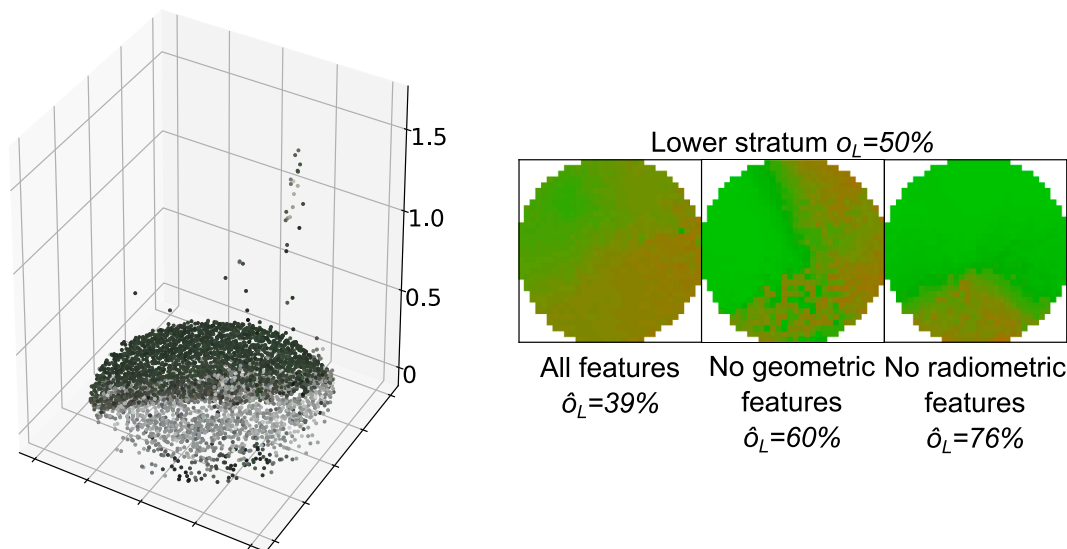 1.5
1.0
0.5
0
Lower stratum o_L=50%
All features
ô_L=39%
No geometric
features
ô_L=60%
No radiometric
features
ô_L=76%